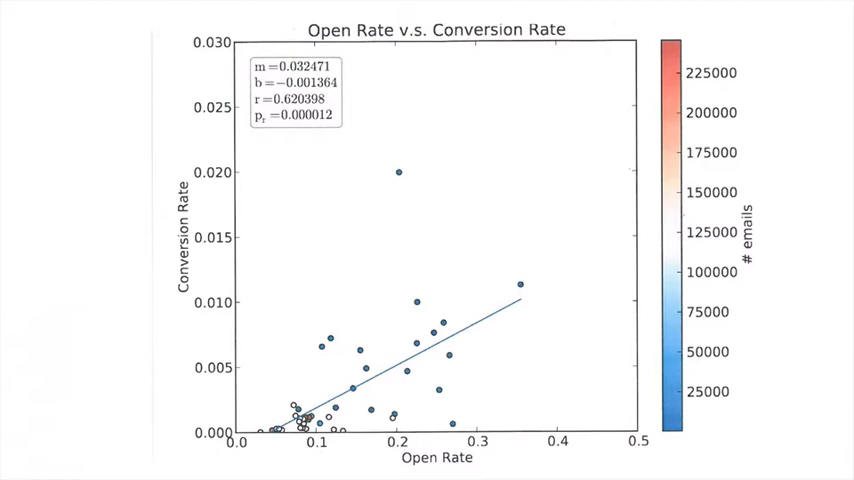 Open Rate v.s. Conversion Rate
m=0.032471
b=−0.001364
r=0.620398
pr =0.000012
0.030
0.025
0.020
0.015
0.010
0.005
0.000
Conversion Rate
0.0 0.1 0.2 0.3 0.4 0.5
Open Rate
225000
200000
175000
150000
125000
100000
75000
50000
25000
# emails